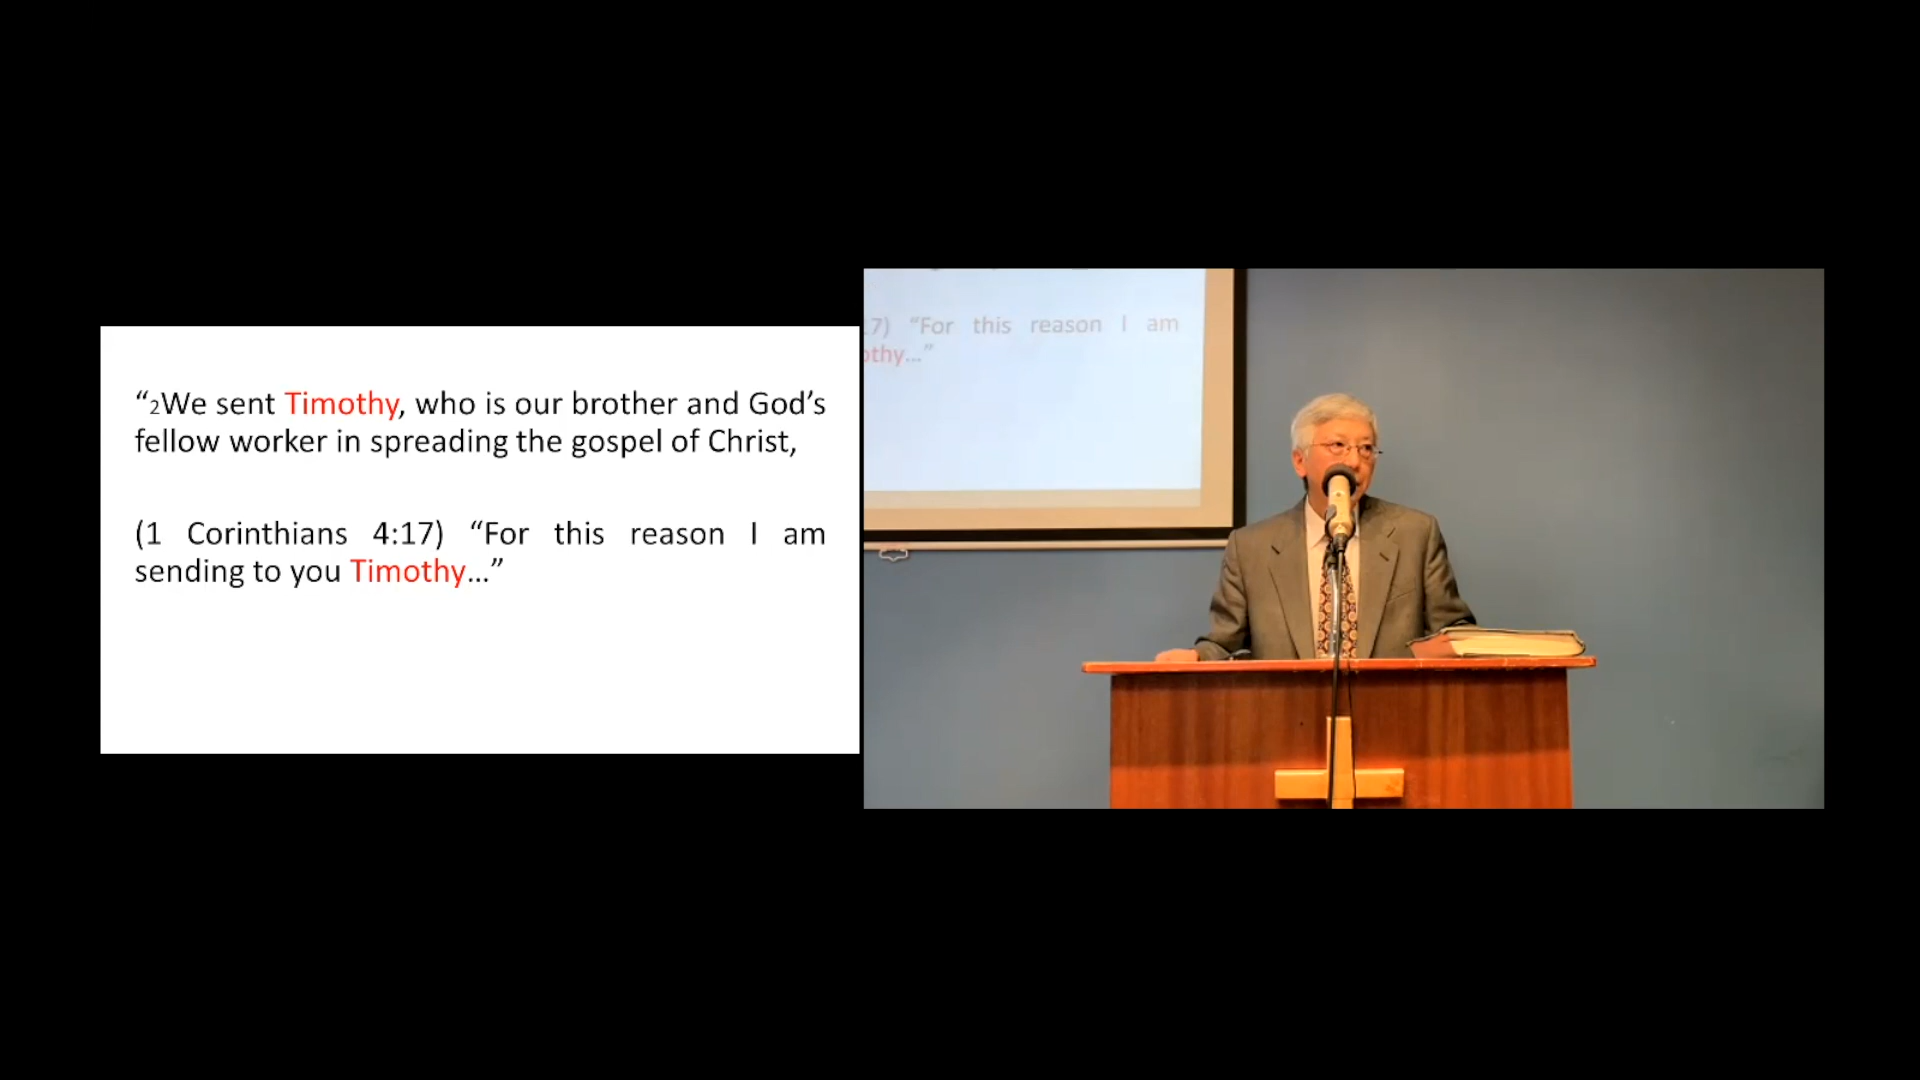 “2We sent Timothy, who is our brother and God’s
fellow worker in spreading the gospel of Christ,
(1 Corinthians 4:17) “For this reason I am
sending to you Timothy...”
7) “For this reason I am
othy...”